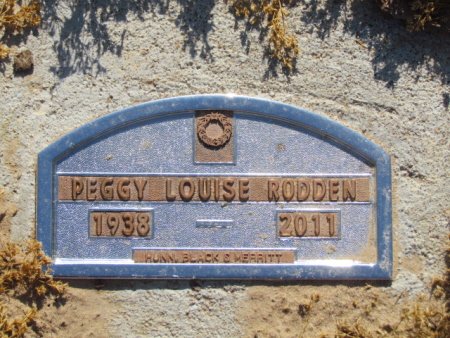 PEGGY LOUISE RODDEN
1938 2011
HUNN, BLACK & MERRITT